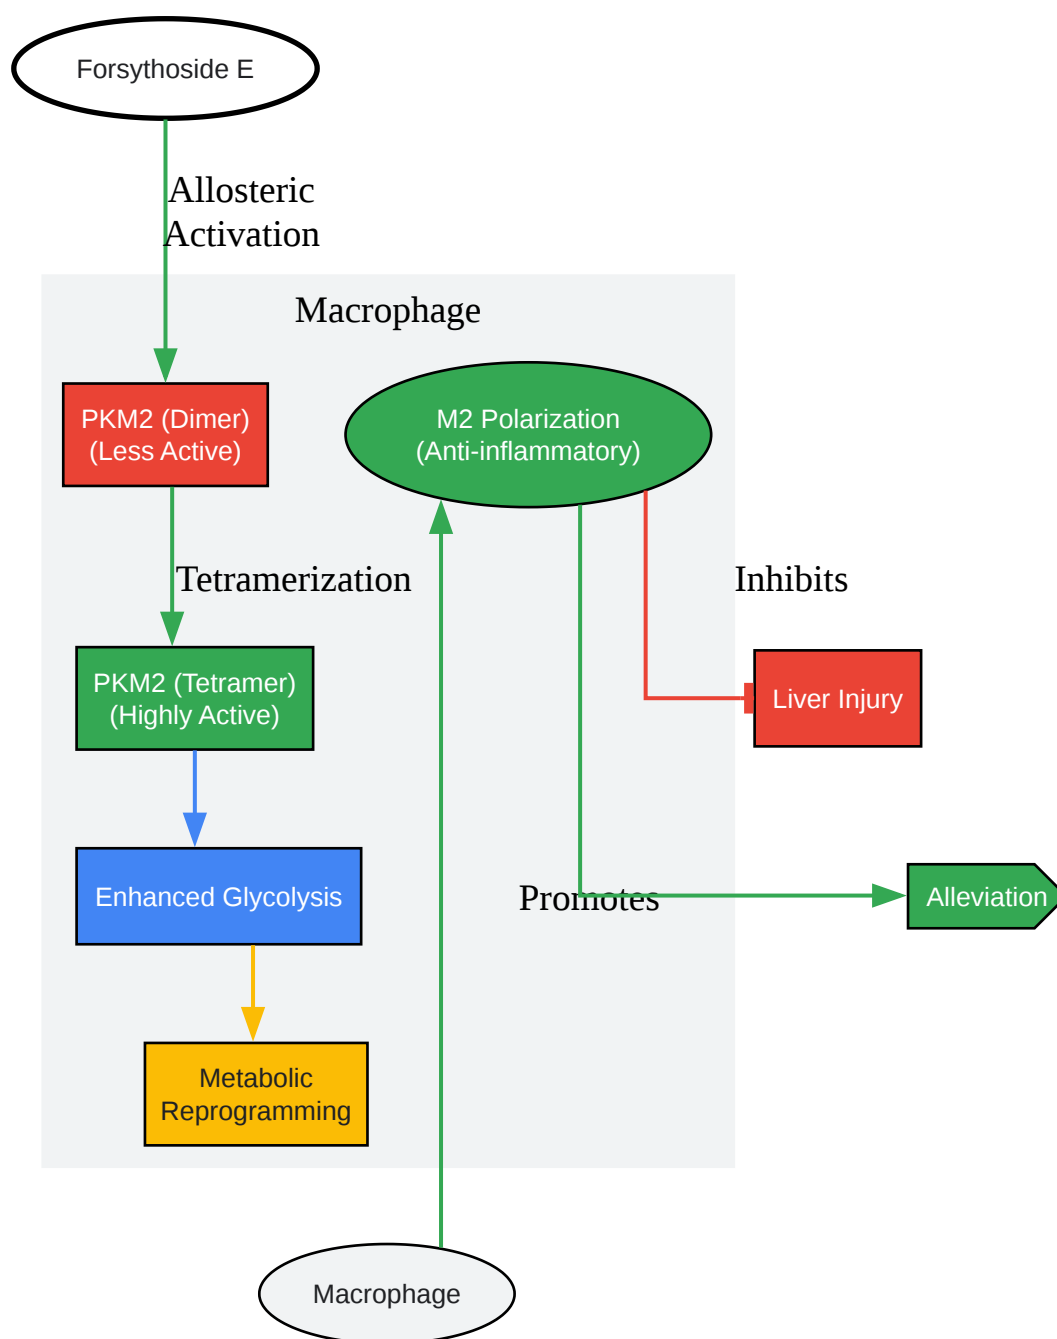 Forsythoside E
Allosteric
Activation
Macrophage
PKM2 (Dimer)
(Less Active)
M2 Polarization
(Anti-inflammatory)
Tetramerization
Inhibits
PKM2 (Tetramer)
(Highly Active)
Liver Injury
Enhanced Glycolysis
Promotes
Alleviation
Metabolic
Reprogramming
Macrophage